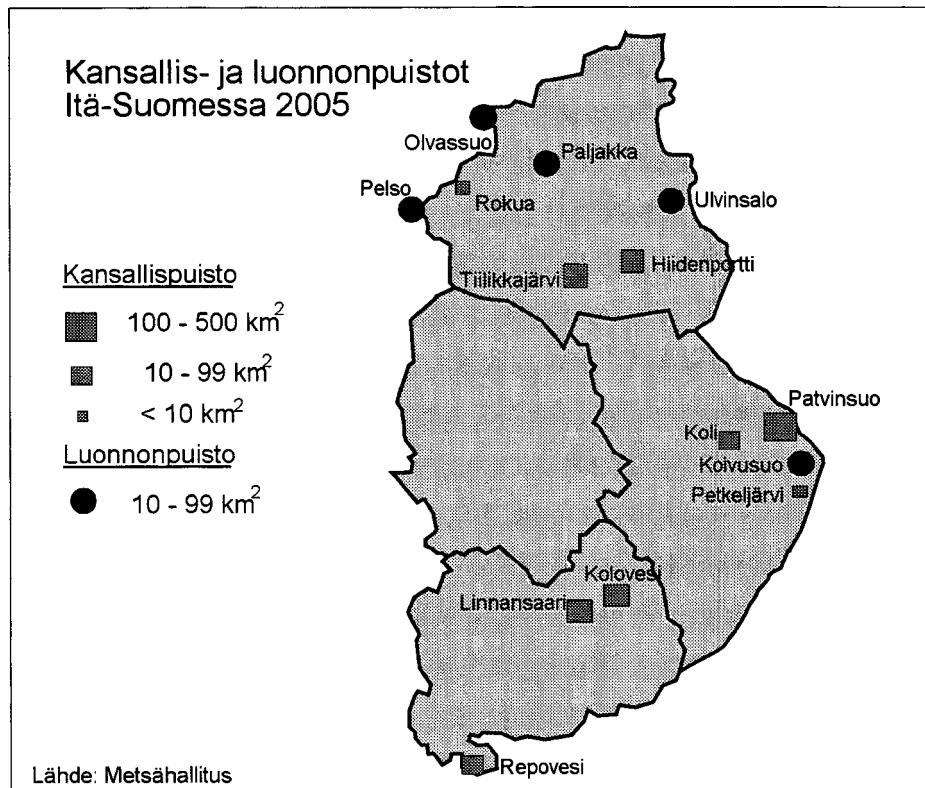 Kansallis- ja luonnonpuistot
Itä-Suomessa 2005
Olvassuo
Paljakka
Pelso
Rokua
Ulvinsalo
Hiidenportti
Tiilikkajärvi
Kansallispuisto
100 - 500 km²
10 - 99 km²
< 10 km²
Luonnonpuisto
10 - 99 km²
Patvinsuo
Koli
Koivusuo
Petkeljärvi
Kolovesi
Linnansaari
Repovesi
Lähde: Metsähallitus